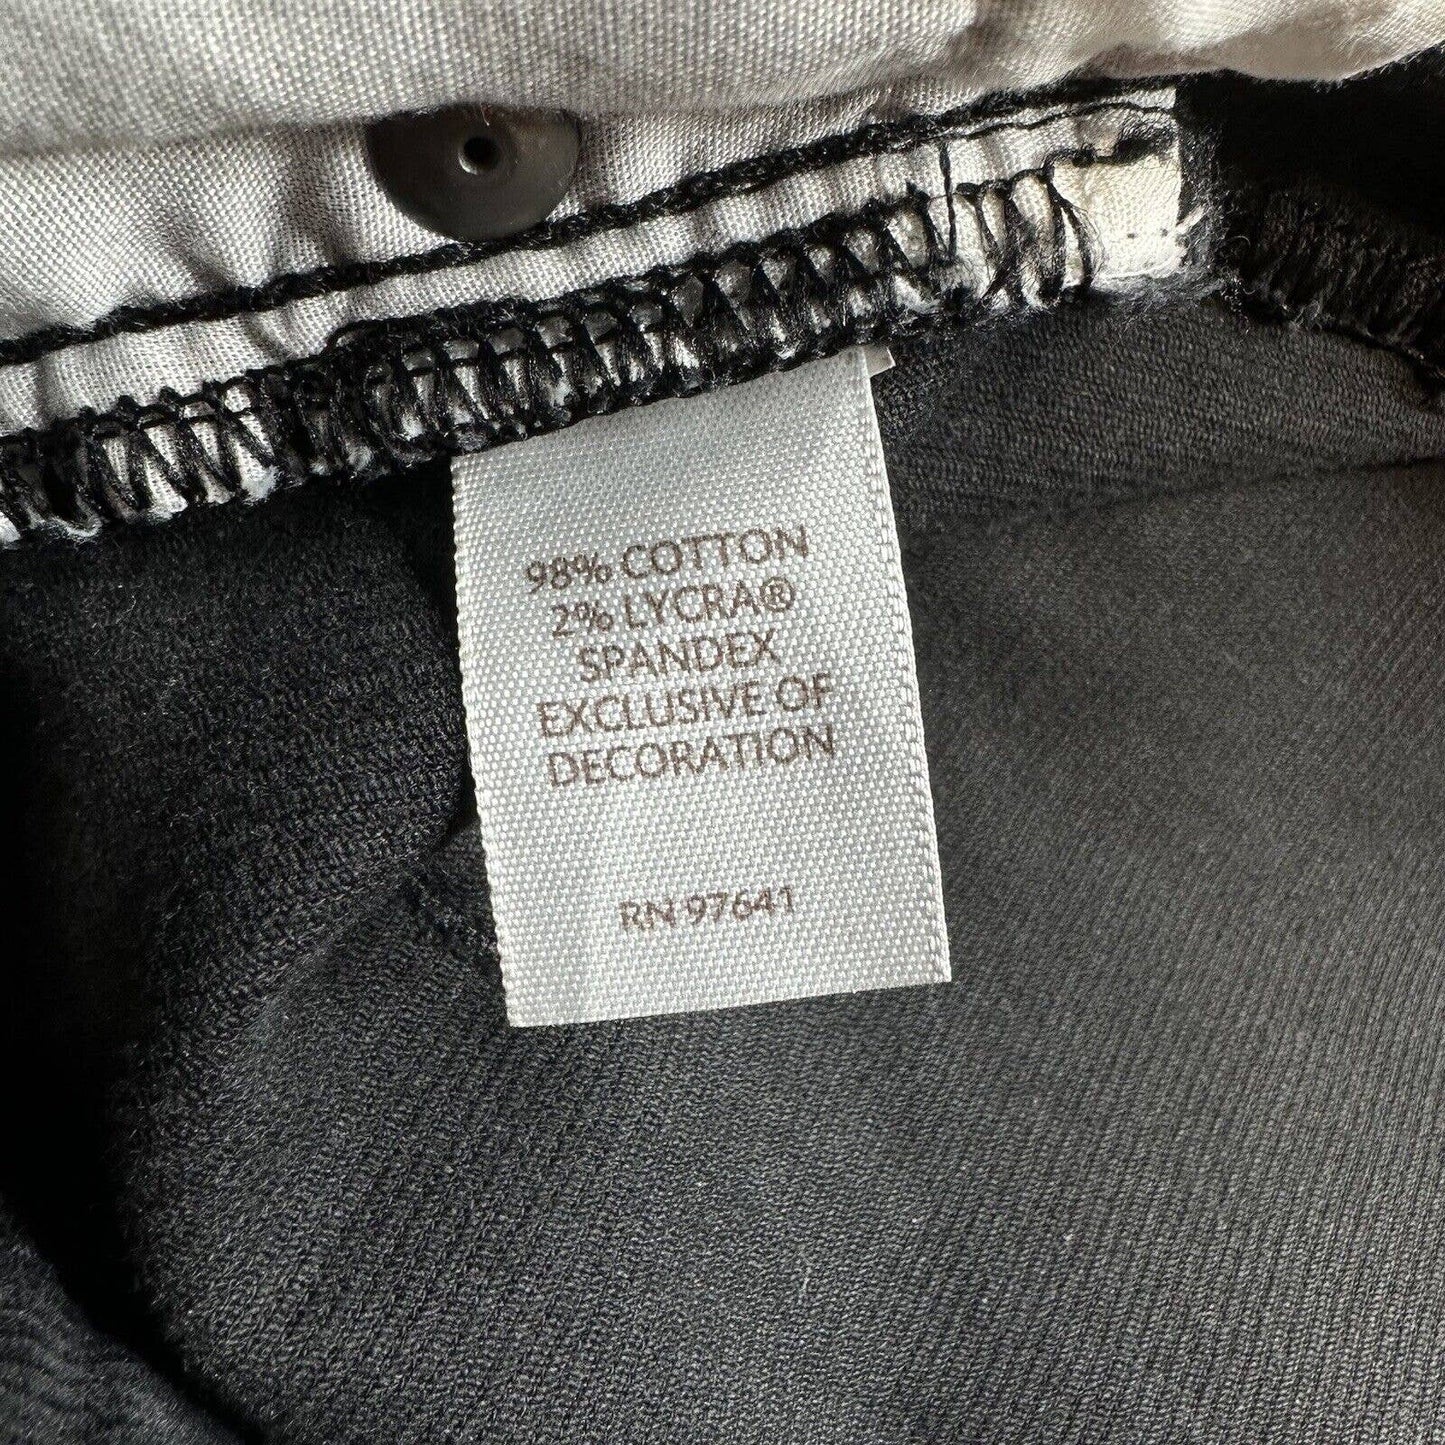 98% COTTON
2% LYCRA®
SPANDEX
EXCLUSIVE OF
DECORATION
RN 97641